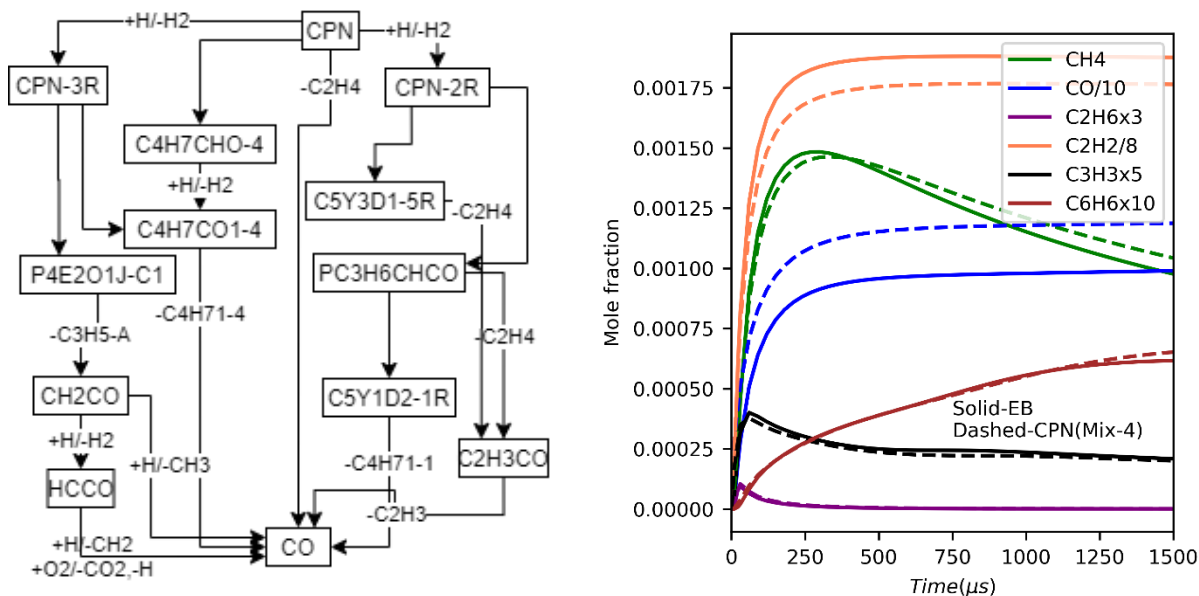 +H/-H2
CPN
+H/-H2
CPN-3R
-C2H4
CPN-2R
C4H7CHO-4
+H/-H2
C5Y3D1-5R
-C2H4
C4H7CO1-4
P4E2O1J-C1
PC3H6CHCO
-C4H71-4
-C3H5-A
-C2H4
CH2CO
C5Y1D2-1R
+H/-H2
+H/-CH3
-C4H71-1
C2H3CO
HCCO
-C2H3
+H/-CH2
+O2/-CO2,-H
CO
Mole fraction
0.00175
0.00150
0.00125
0.00100
0.00075
0.00050
0.00025
0.00000
CH4
CO/10
C2H6x3
C2H2/8
C3H3x5
C6H6x10
Solid-EB
Dashed-CPN(Mix-4)
0 250 500 750 1000 1250 1500
Time(μs)